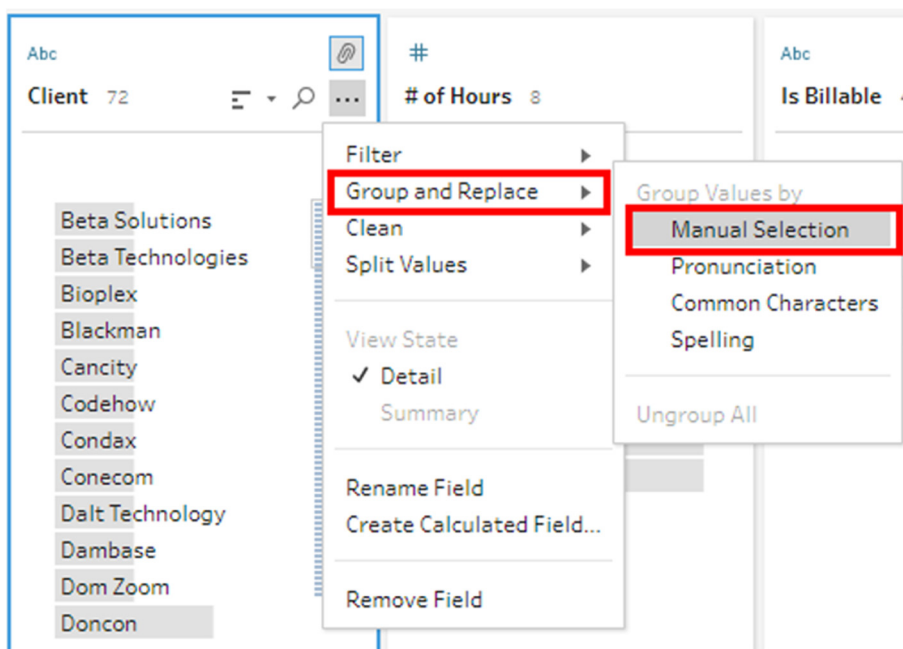 Abc
Client 72
# of Hours 8
#
Abc
Is Billable
Beta Solutions
Beta Technologies
Bioplex
Blackman
Cancity
Codehow
Condax
Conecom
Dalt Technology
Dambase
Dom Zoom
Doncon
Filter
Group and Replace
Clean
Split Values
View State
✓ Detail
Summary
Rename Field
Create Calculated Field...
Remove Field
Group Values by
Manual Selection
Pronunciation
Common Characters
Spelling
Ungroup All